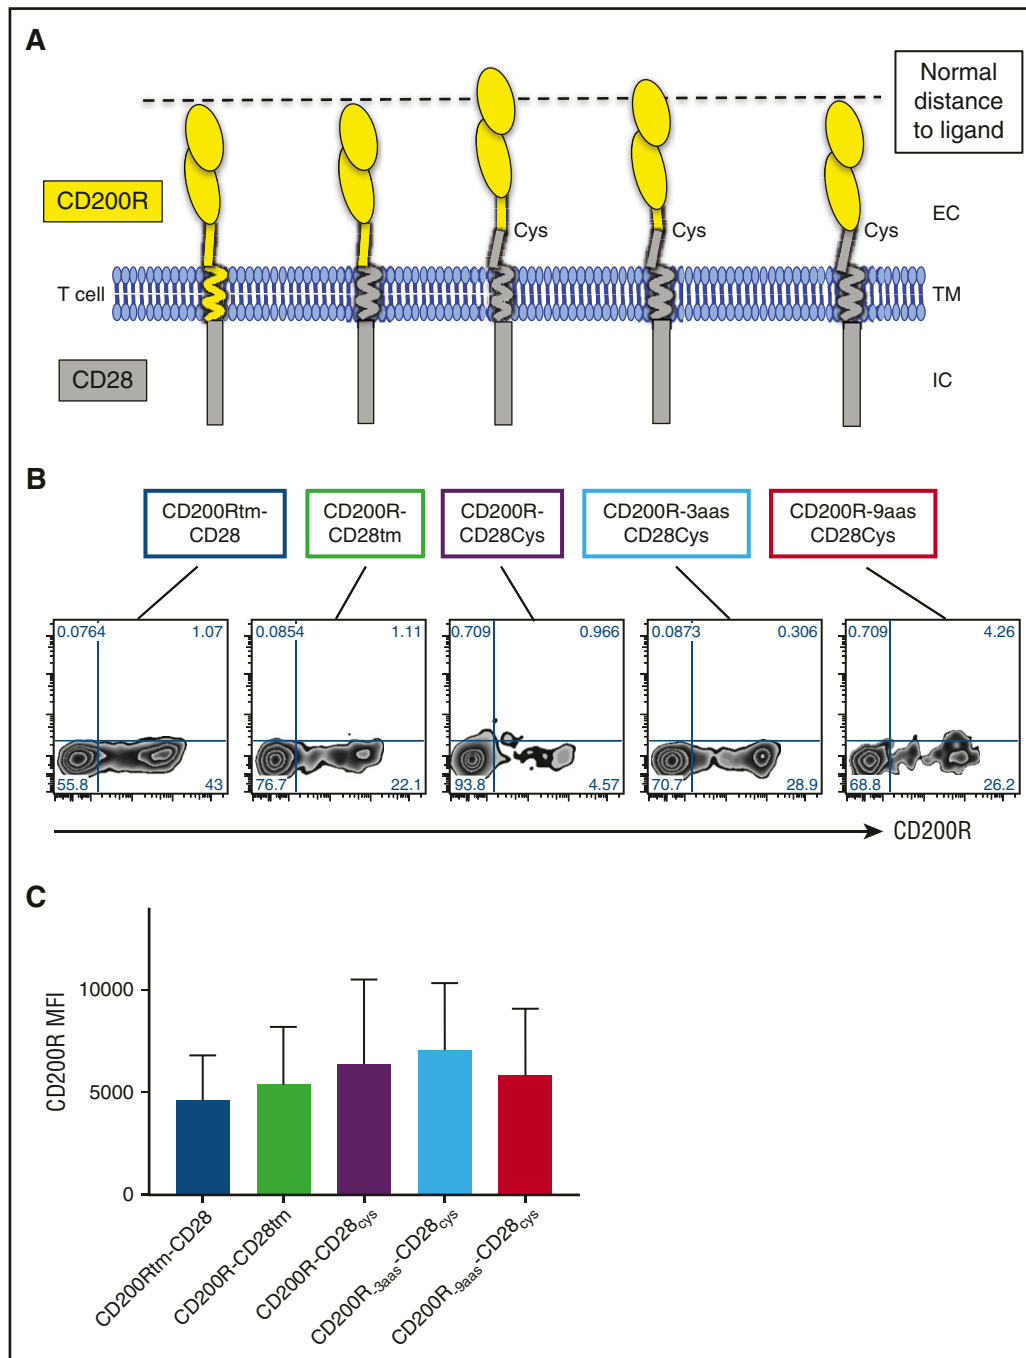 A
Normal
distance
to ligand
CD200R
Cys
Cys
Cys
EC
T cell
TM
CD28
IC
B
CD200Rtm-
CD28
CD200R-
CD28tm
CD200R-
CD28Cys
CD200R-3aas
CD28Cys
CD200R-9aas
CD28Cys
0.0764 1.07
55.8 43
0.0854 1.11
76.7 22.1
0.709 0.966
93.8 4.57
0.0873 0.306
70.7 28.9
0.709 4.26
68.8 26.2
CD200R
C
CD200R MFI
10000
5000
0
CD200Rtm-CD28
CD200R-CD28tm
CD200R-CD28cys
CD200R-3aas-CD28cys
CD200R-9aas-CD28cys